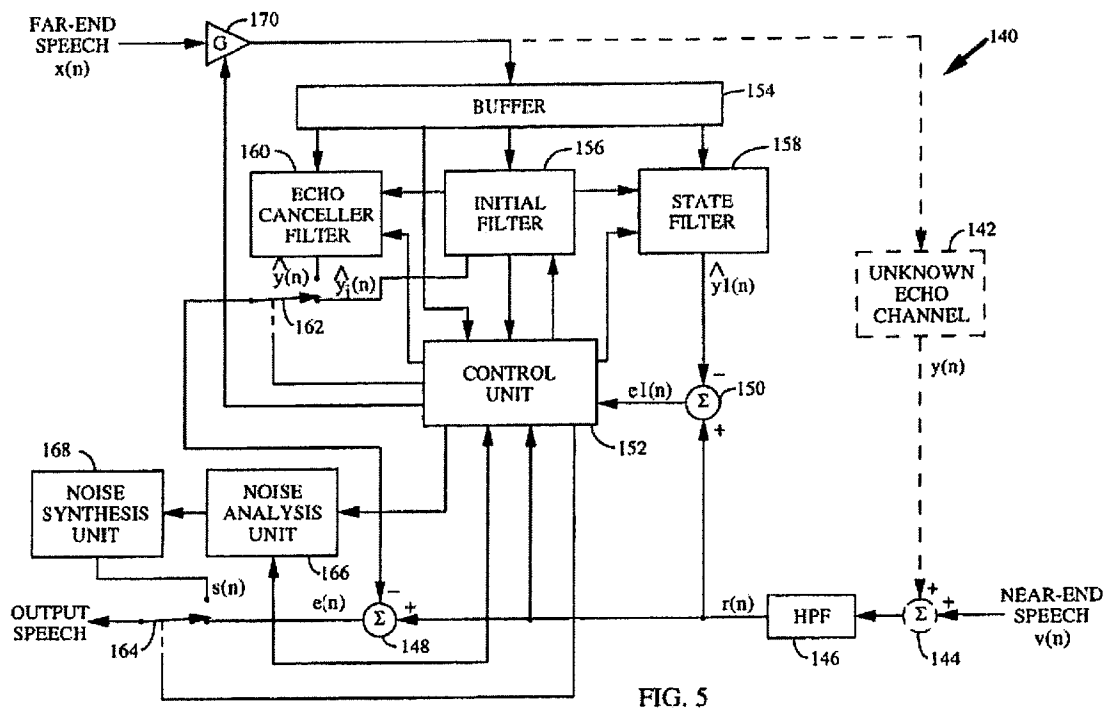 FAR-END
SPEECH
x(n)
G
170
140
BUFFER
154
160
156
158
ECHO
CANCELLER
FILTER
INITIAL
FILTER
STATE
FILTER
142
UNKNOWN
ECHO
CHANNEL
ŷ(n)
ŷi(n)
ŷ1(n)
162
CONTROL
UNIT
y(n)
e1(n)
−
Σ
150
+
152
168
NOISE
SYNTHESIS
UNIT
NOISE
ANALYSIS
UNIT
166
s(n)
e(n)
−
+
r(n)
+
+
OUTPUT
SPEECH
164
Σ
148
HPF
146
Σ
144
NEAR-END
SPEECH
v(n)
FIG. 5